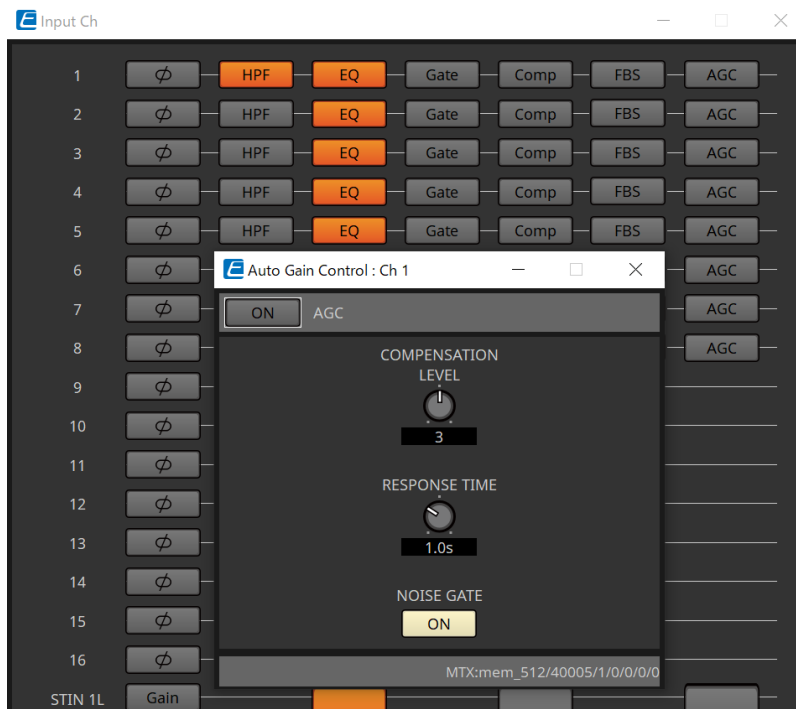 E Input Ch
1 Φ HPF EQ Gate Comp FBS AGC
2 Φ HPF EQ Gate Comp FBS AGC
3 Φ HPF EQ Gate Comp FBS AGC
4 Φ HPF EQ Gate Comp FBS AGC
5 Φ HPF EQ Gate Comp FBS AGC
6 Φ AGC
7 Φ AGC
8 Φ AGC
9 Φ
10 Φ
11 Φ
12 Φ
13 Φ
14 Φ
15 Φ
16 Φ
STIN 1L Gain
E Auto Gain Control : Ch 1
ON AGC
COMPENSATION
LEVEL
3
RESPONSE TIME
1.0s
NOISE GATE
ON
MTX:mem_512/40005/1/0/0/0/0